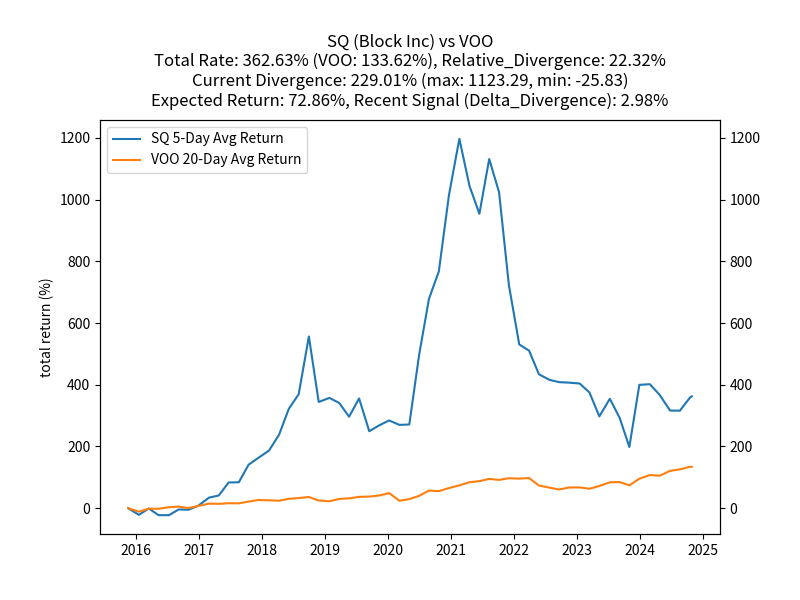 SQ (Block Inc) vs VOO
Total Rate: 362.63% (VOO: 133.62%), Relative_Divergence: 22.32%
Current Divergence: 229.01% (max: 1123.29, min: -25.83)
Expected Return: 72.86%, Recent Signal (Delta_Divergence): 2.98%
SQ 5-Day Avg Return
VOO 20-Day Avg Return
total return (%)
1200
1000
800
600
400
200
0
1200
1000
800
600
400
200
0
2016 2017 2018 2019 2020 2021 2022 2023 2024 2025